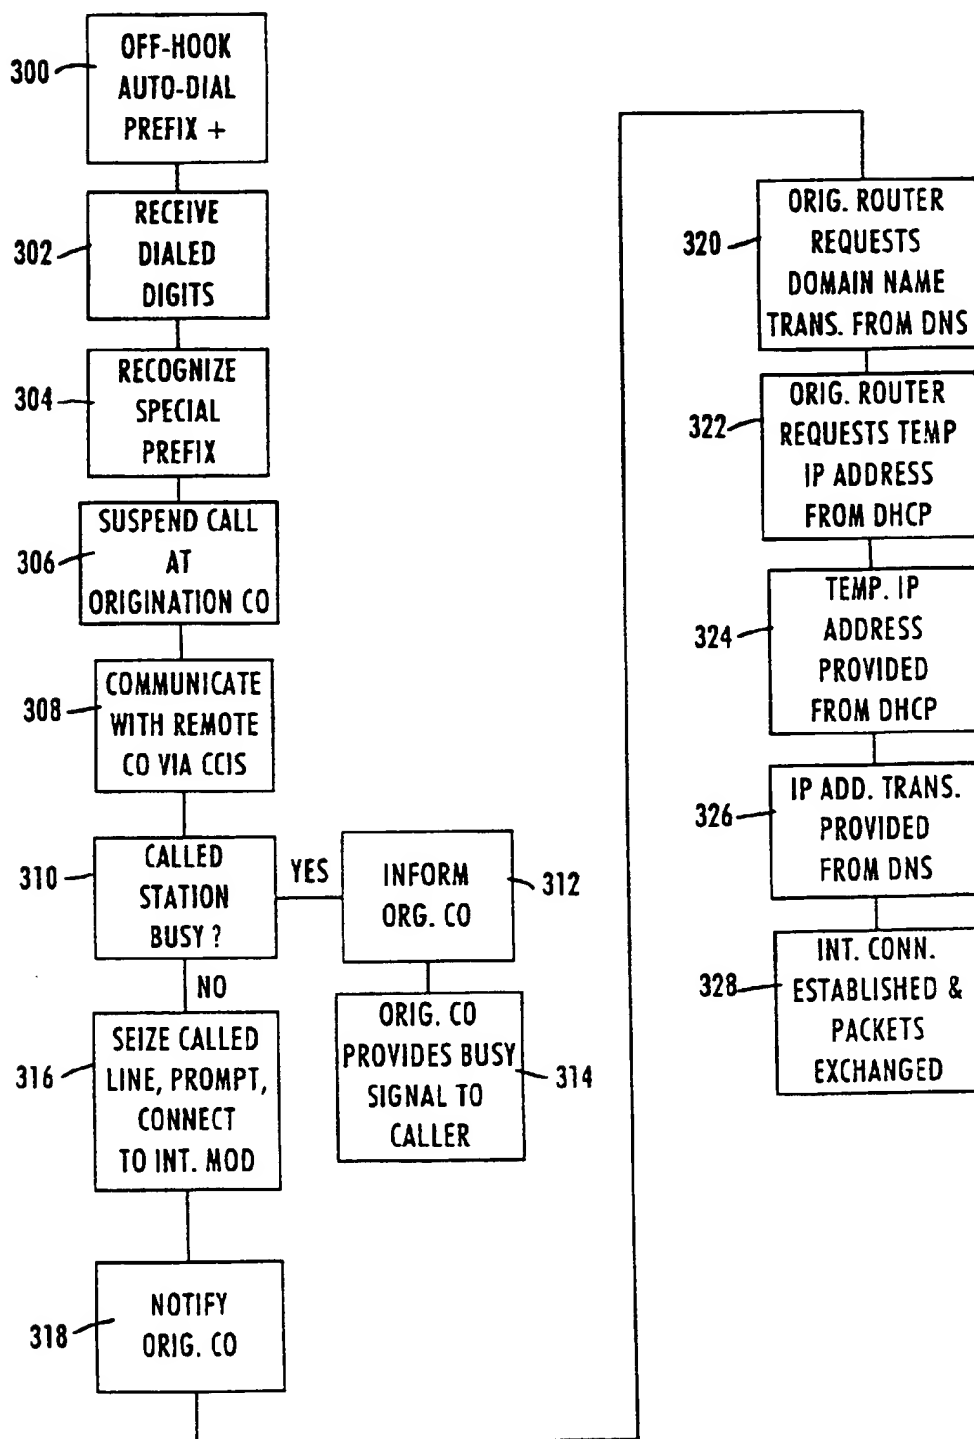 300
OFF-HOOK
AUTO-DIAL
PREFIX +
302
RECEIVE
DIALED
DIGITS
304
RECOGNIZE
SPECIAL
PREFIX
306
SUSPEND CALL
AT
ORIGINATION CO
308
COMMUNICATE
WITH REMOTE
CO VIA CCIS
310
CALLED
STATION
BUSY ?
YES
INFORM
ORG. CO
312
ORIG. CO
PROVIDES BUSY
SIGNAL TO
CALLER
314
NO
316
SEIZE CALLED
LINE, PROMPT,
CONNECT
TO INT. MOD
318
NOTIFY
ORIG. CO
320
ORIG. ROUTER
REQUESTS
DOMAIN NAME
TRANS. FROM DNS
322
ORIG. ROUTER
REQUESTS TEMP
IP ADDRESS
FROM DHCP
324
TEMP. IP
ADDRESS
PROVIDED
FROM DHCP
326
IP ADD. TRANS.
PROVIDED
FROM DNS
328
INT. CONN.
ESTABLISHED &
PACKETS
EXCHANGED